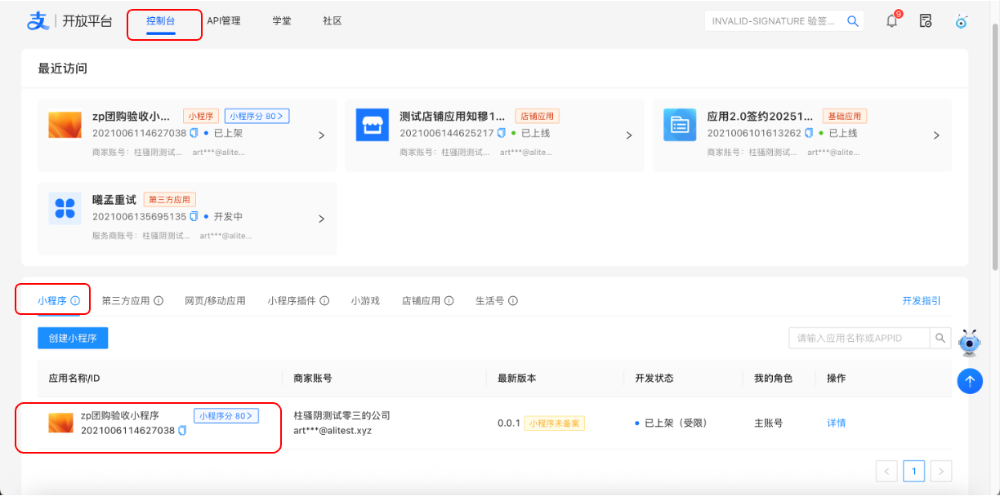 支 开放平台 控制台 API管理 学堂 社区 INVALID-SIGNATURE 验签... 9
最近访问
zp团购验收小... 小程序 小程序分 80
2021006114627038 已上架
商家账号：柱骚阴测试... art***@alite...
测试店铺应用知穆1... 店铺应用
2021006144625217 已上线
商家账号：柱骚阴测试... art***@alite...
应用2.0签约20251... 基础应用
2021006101613262 已上线
商家账号：柱骚阴测试... art***@alite...
曦孟重试 第三方应用
2021006135695135 开发中
服务商账号：柱骚阴测试... art***@alite...
小程序 第三方应用 网页/移动应用 小程序插件 小游戏 店铺应用 生活号 开发指引
创建小程序 请输入应用名称或APPID
应用名称/ID 商家账号 最新版本 开发状态 我的角色 操作
zp团购验收小程序 小程序分 80
2021006114627038
柱骚阴测试零三的公司
art***@alitest.xyz
0.0.1 小程序未备案 已上架（受限） 主账号 详情
< 1 >